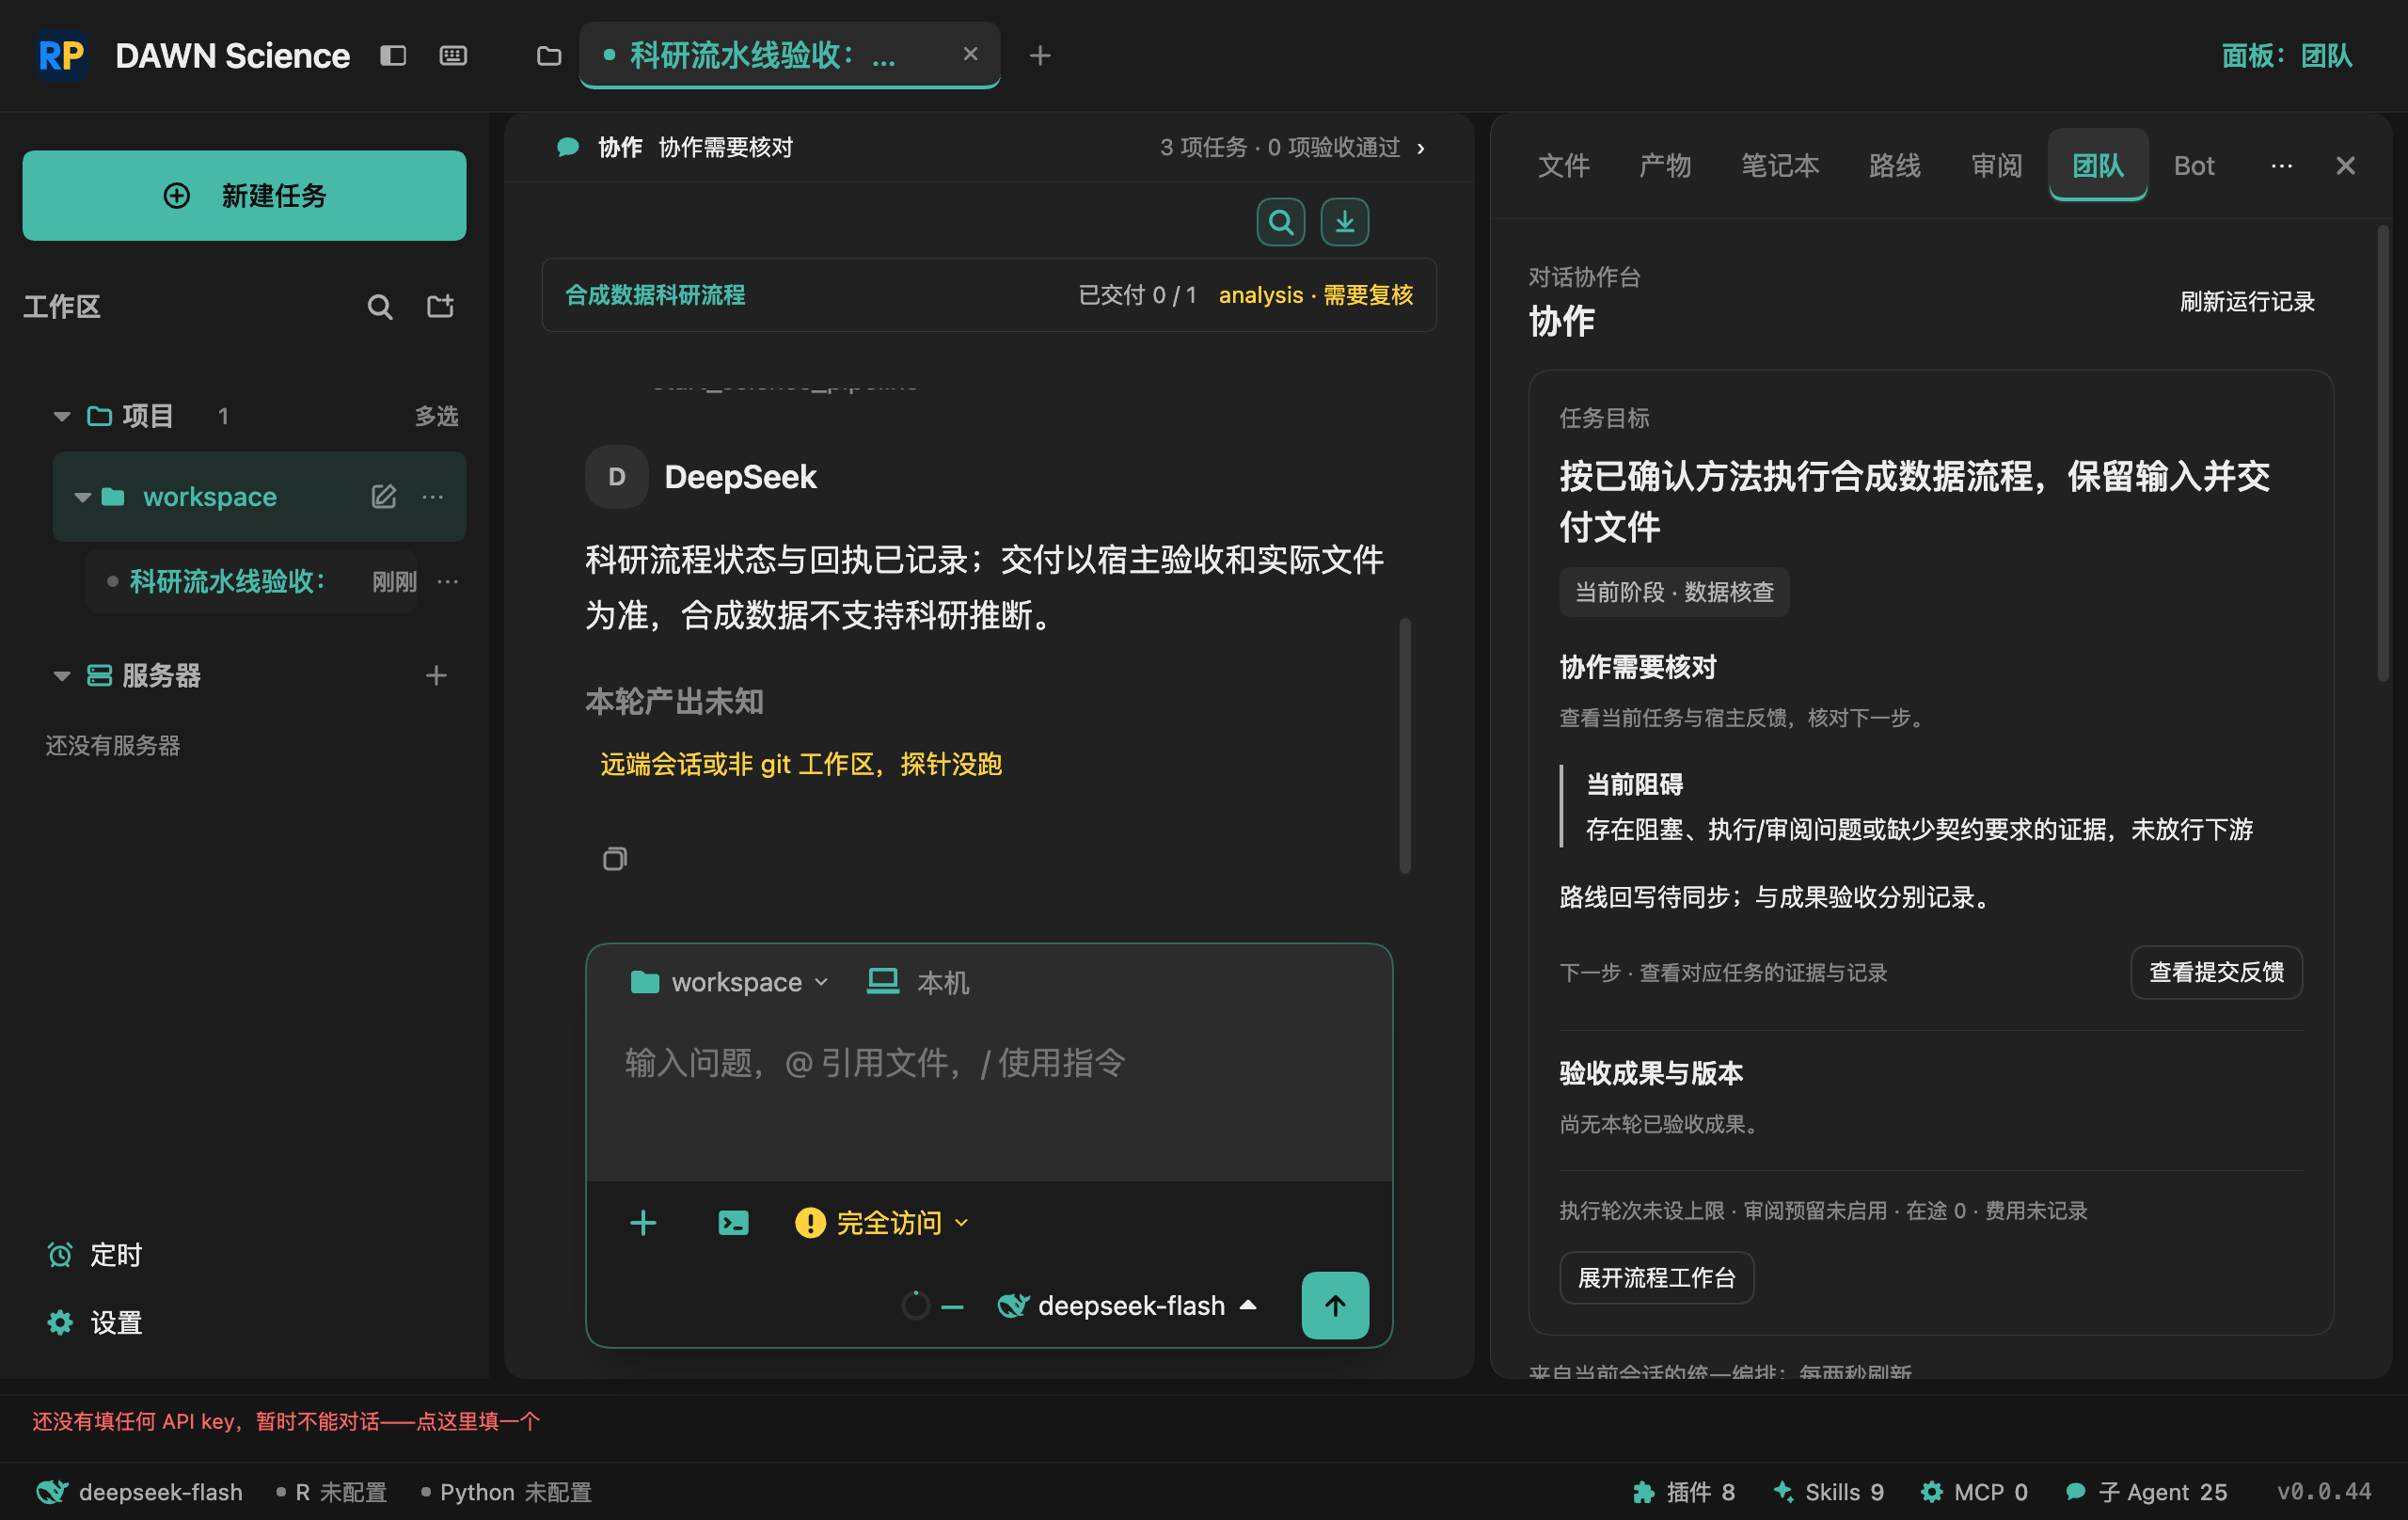 RP DAWN Science
科研流水线验收：...
面板：团队
新建任务
工作区
项目 1 多选
workspace
科研流水线验收： 刚刚
服务器
还没有服务器
定时
设置
协作 协作需要核对 3 项任务 · 0 项验收通过
合成数据科研流程 已交付 0 / 1 analysis · 需要复核
start_science_pipeline
D DeepSeek
科研流程状态与回执已记录；交付以宿主验收和实际文件
为准，合成数据不支持科研推断。
本轮产出未知
远端会话或非 git 工作区，探针没跑
workspace 本机
输入问题，@ 引用文件，/ 使用指令
完全访问
deepseek-flash
文件 产物 笔记本 路线 审阅 团队 Bot
对话协作台
协作
刷新运行记录
任务目标
按已确认方法执行合成数据流程，保留输入并交
付文件
当前阶段 · 数据核查
协作需要核对
查看当前任务与宿主反馈，核对下一步。
当前阻碍
存在阻塞、执行/审阅问题或缺少契约要求的证据，未放行下游
路线回写待同步；与成果验收分别记录。
下一步 · 查看对应任务的证据与记录 查看提交反馈
验收成果与版本
尚无本轮已验收成果。
执行轮次未设上限 · 审阅预留未启用 · 在途 0 · 费用未记录
展开流程工作台
来自当前会话的统一编排；每两秒刷新
还没有填任何 API key，暂时不能对话——点这里填一个
deepseek-flash R 未配置 Python 未配置
插件 8 Skills 9 MCP 0 子 Agent 25 v0.0.44